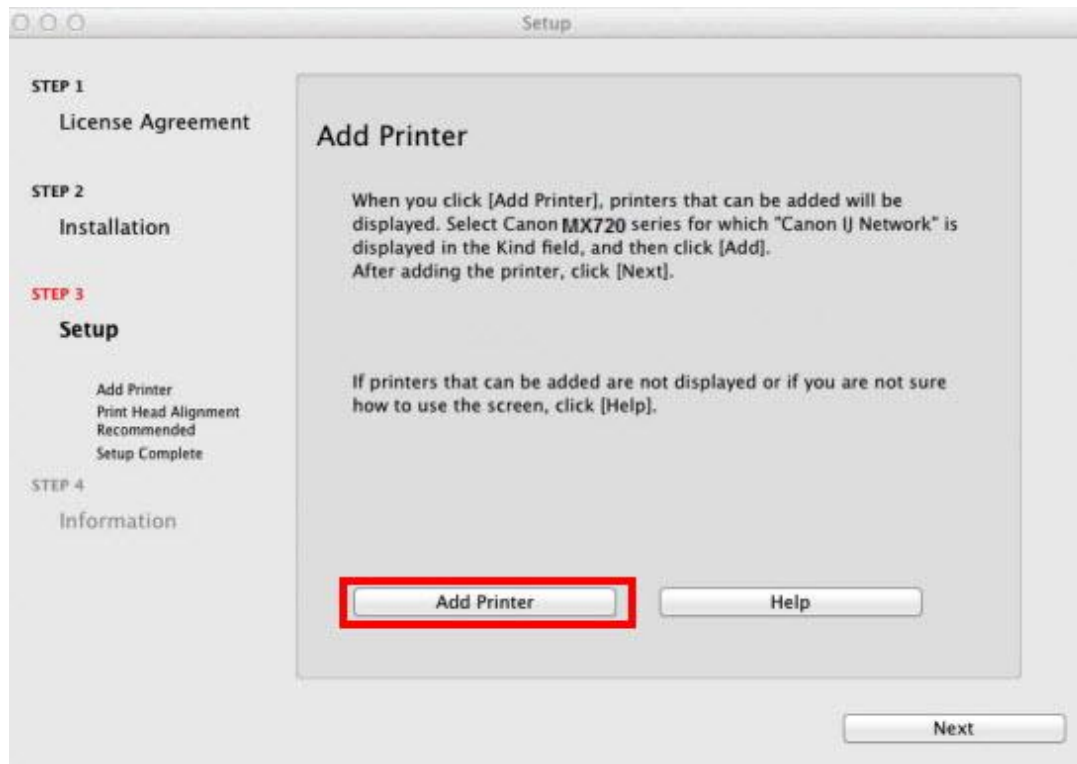 Setup
STEP 1
License Agreement
STEP 2
Installation
STEP 3
Setup
Add Printer
Print Head Alignment
Recommended
Setup Complete
STEP 4
Information
Add Printer
When you click [Add Printer], printers that can be added will be
displayed. Select Canon MX720 series for which "Canon IJ Network" is
displayed in the Kind field, and then click [Add].
After adding the printer, click [Next].
If printers that can be added are not displayed or if you are not sure
how to use the screen, click [Help].
Add Printer
Help
Next